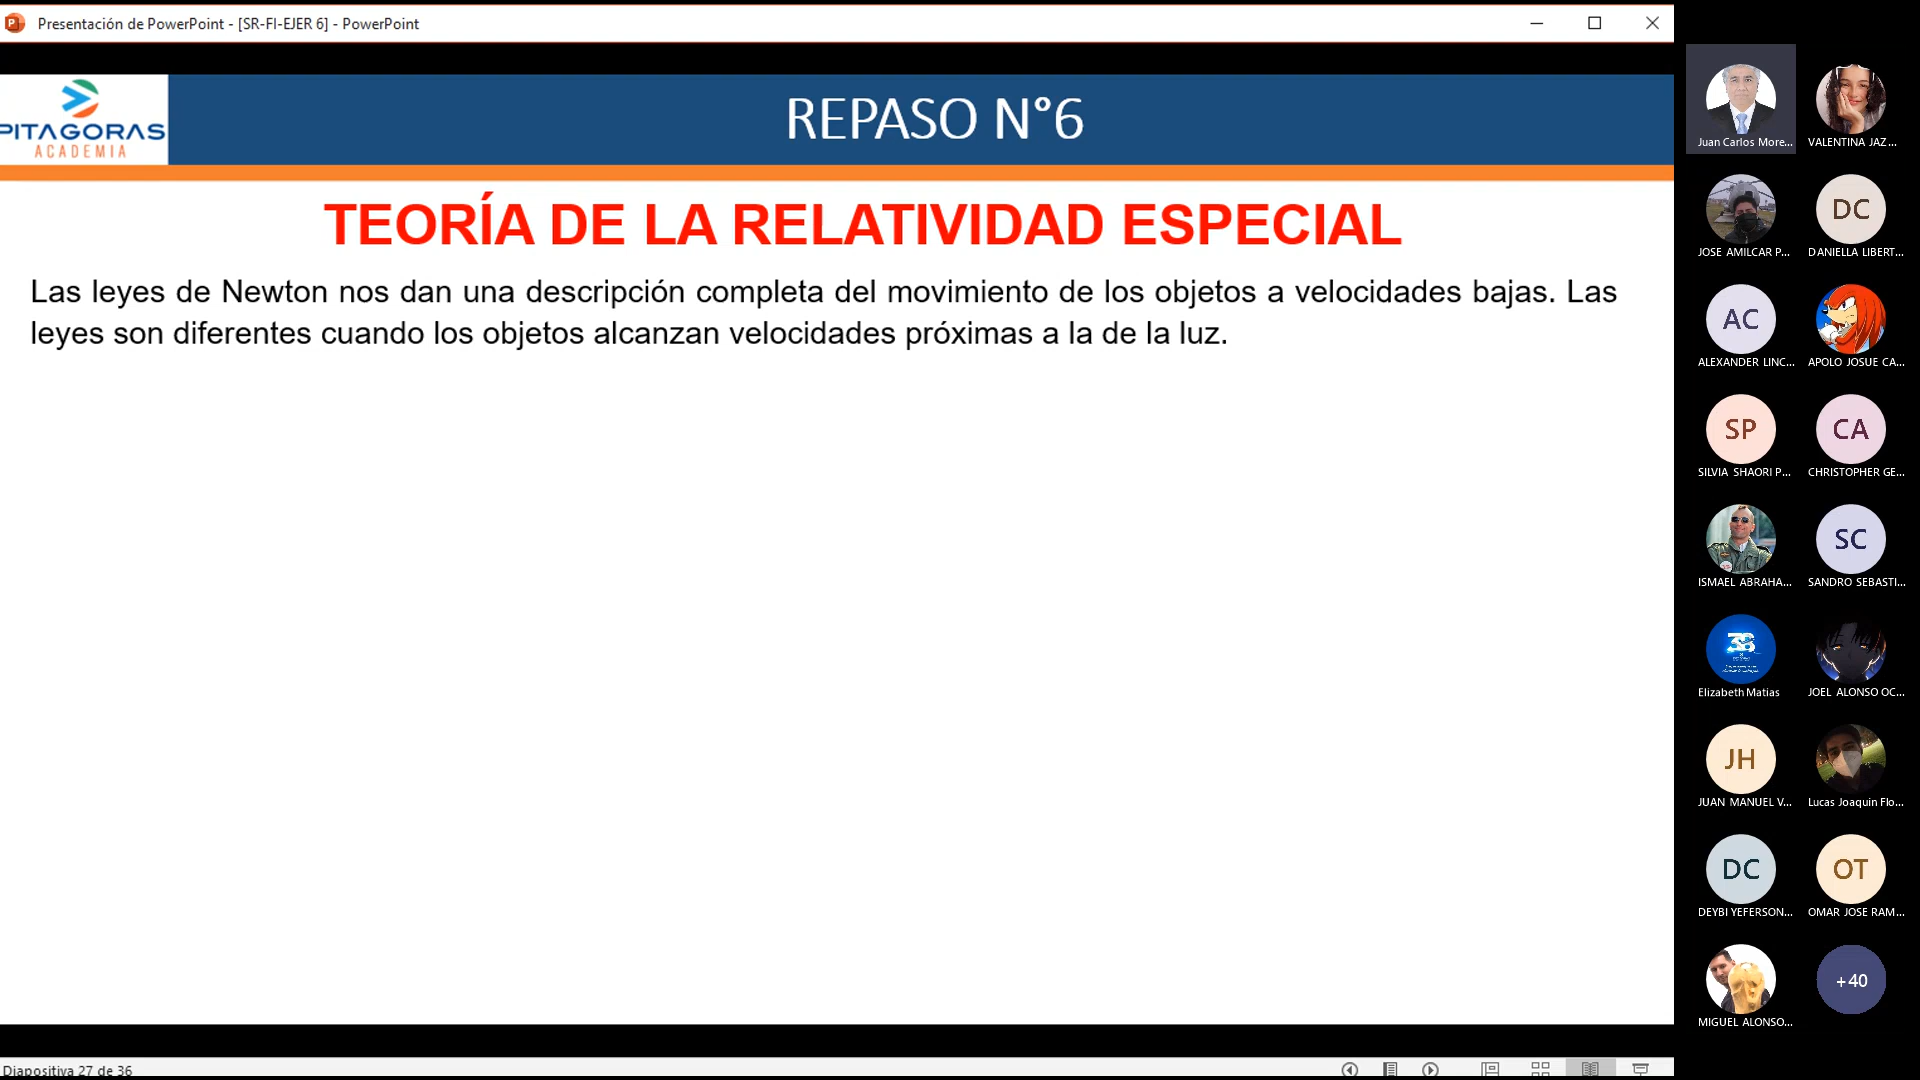 Presentación de PowerPoint - [SR-FI-EJER 6] - PowerPoint
PITAGORAS
ACADEMIA
REPASO N°6
TEORÍA DE LA RELATIVIDAD ESPECIAL
Las leyes de Newton nos dan una descripción completa del movimiento de los objetos a velocidades bajas. Las
leyes son diferentes cuando los objetos alcanzan velocidades próximas a la de la luz.
Diapositiva 27 de 36
Juan Carlos More...
VALENTINA JAZ...
JOSE AMILCAR P...
DC
DANIELLA LIBERT...
AC
ALEXANDER LINC...
APOLO JOSUE CA...
SP
SILVIA SHAORI P...
CA
CHRISTOPHER GE...
ISMAEL ABRAHA...
SC
SANDRO SEBASTI...
Elizabeth Matias
JOEL ALONSO OC...
JH
JUAN MANUEL V...
Lucas Joaquin Flo...
DC
DEYBI YEFERSON...
OT
OMAR JOSE RAM...
MIGUEL ALONSO...
+40